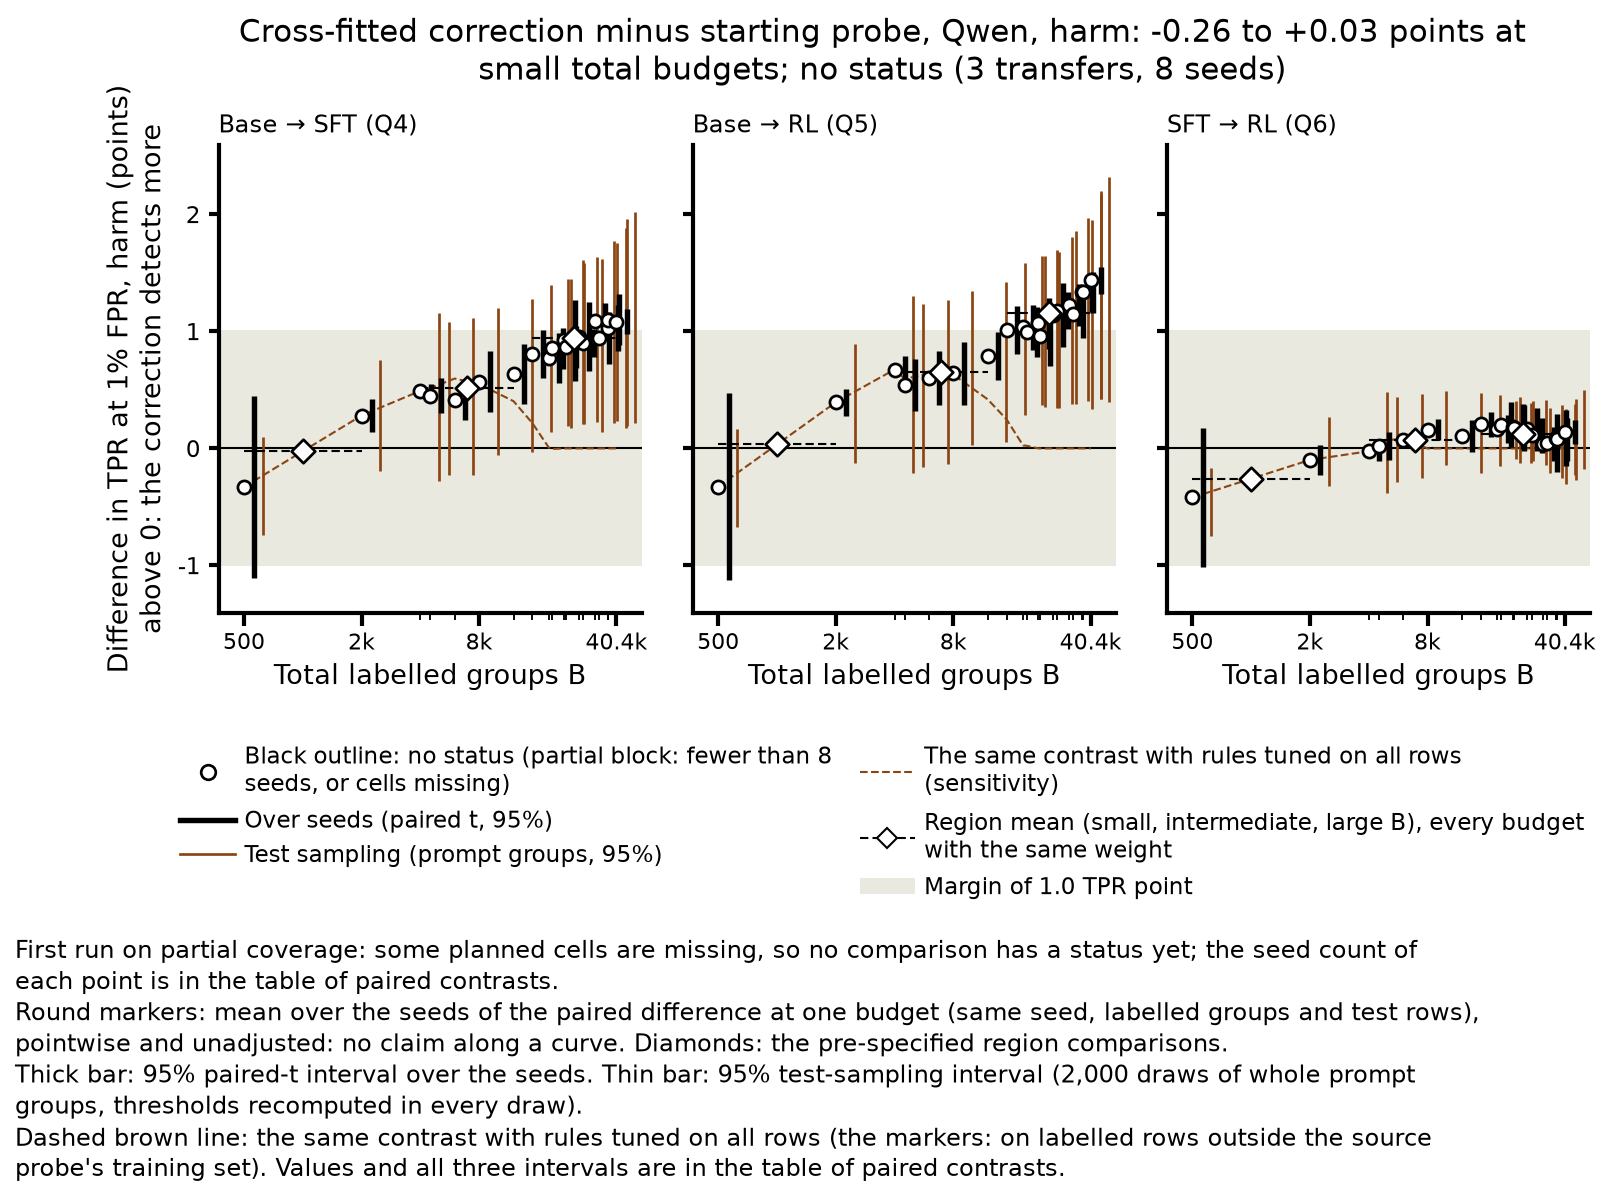 Cross-fitted correction minus starting probe, Qwen, harm: -0.26 to +0.03 points at
small total budgets; no status (3 transfers, 8 seeds)
Difference in TPR at 1% FPR, harm (points)
above 0: the correction detects more
Base → SFT (Q4)
Base → RL (Q5)
SFT → RL (Q6)
2
1
0
-1
500
2k
8k
40.4k
500
2k
8k
40.4k
500
2k
8k
40.4k
Total labelled groups B
Total labelled groups B
Total labelled groups B
Black outline: no status (partial block: fewer than 8
seeds, or cells missing)
Over seeds (paired t, 95%)
Test sampling (prompt groups, 95%)
The same contrast with rules tuned on all rows
(sensitivity)
Region mean (small, intermediate, large B), every budget
with the same weight
Margin of 1.0 TPR point
First run on partial coverage: some planned cells are missing, so no comparison has a status yet; the seed count of
each point is in the table of paired contrasts.
Round markers: mean over the seeds of the paired difference at one budget (same seed, labelled groups and test rows),
pointwise and unadjusted: no claim along a curve. Diamonds: the pre-specified region comparisons.
Thick bar: 95% paired-t interval over the seeds. Thin bar: 95% test-sampling interval (2,000 draws of whole prompt
groups, thresholds recomputed in every draw).
Dashed brown line: the same contrast with rules tuned on all rows (the markers: on labelled rows outside the source
probe's training set). Values and all three intervals are in the table of paired contrasts.